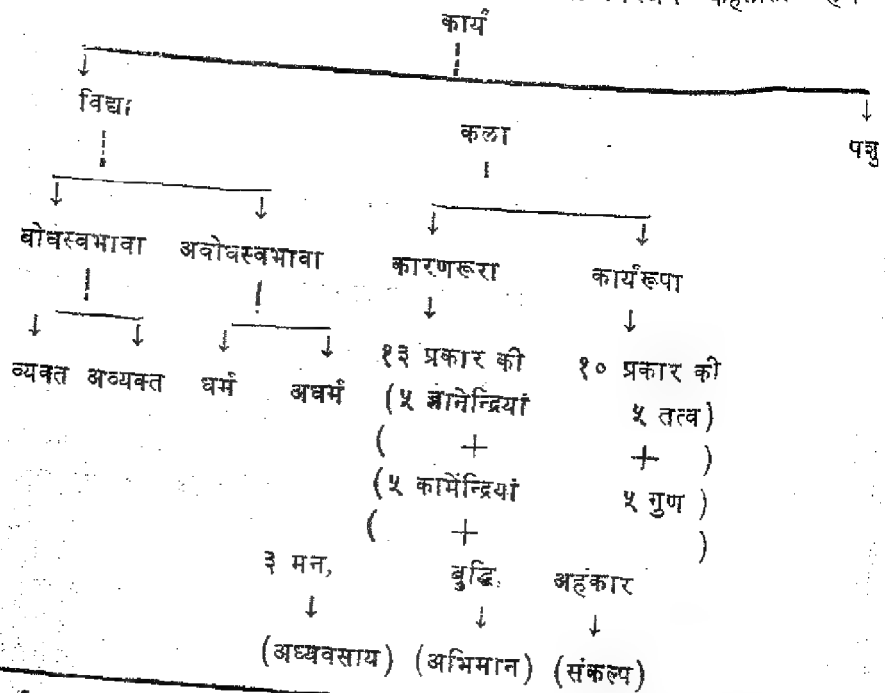 कार्य
विद्या
कला
पशु
बोधस्वभावा अबोधस्वभावा कारणरूरा कार्यरूपा
व्यक्त अव्यक्त धर्म अधर्म १३ प्रकार की १० प्रकार की
(५ ज्ञानेन्द्रियां ५ तत्व)
( + + )
(५ कामेंन्द्रियां ५ गुण )
( + )
३ मन, बुद्धि, अहंकार
(अध्यवसाय) (अभिमान) (संकल्प)